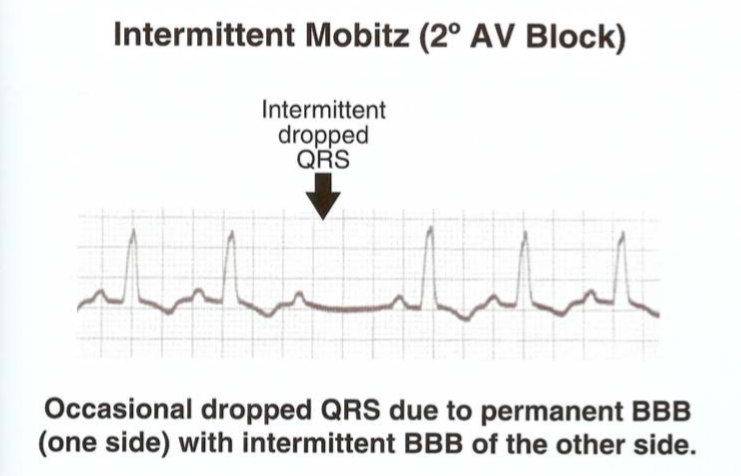 Intermittent Mobitz (2º AV Block)
Intermittent
dropped
QRS
Occasional dropped QRS due to permanent BBB
(one side) with intermittent BBB of the other side.